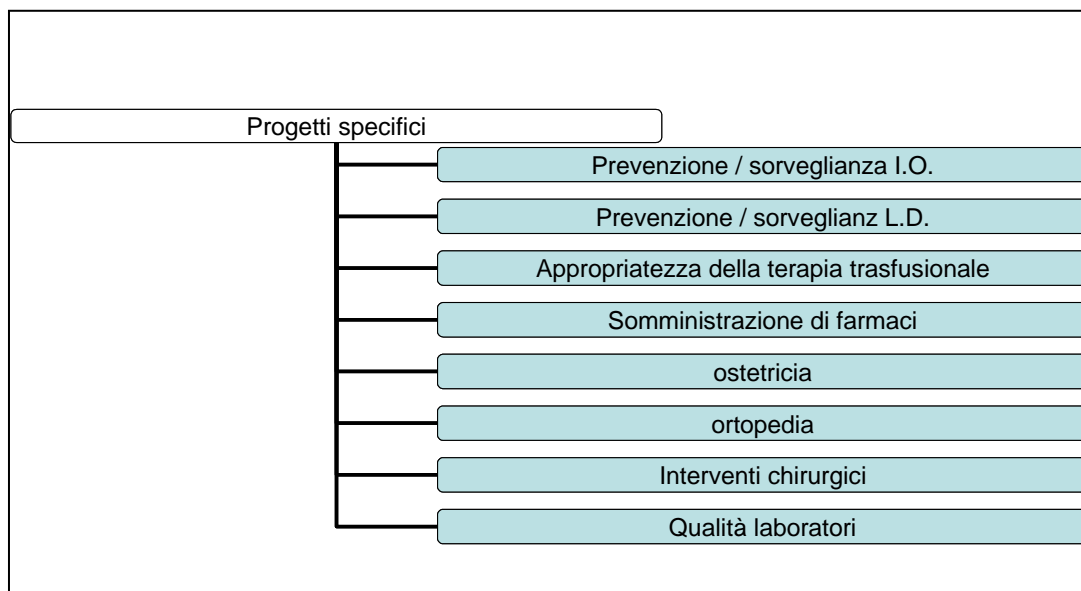 Progetti specifici
Prevenzione / sorveglianza I.O.
Prevenzione / sorveglianz L.D.
Appropriatezza della terapia trasfusionale
Somministrazione di farmaci
ostetricia
ortopedia
Interventi chirurgici
Qualità laboratori